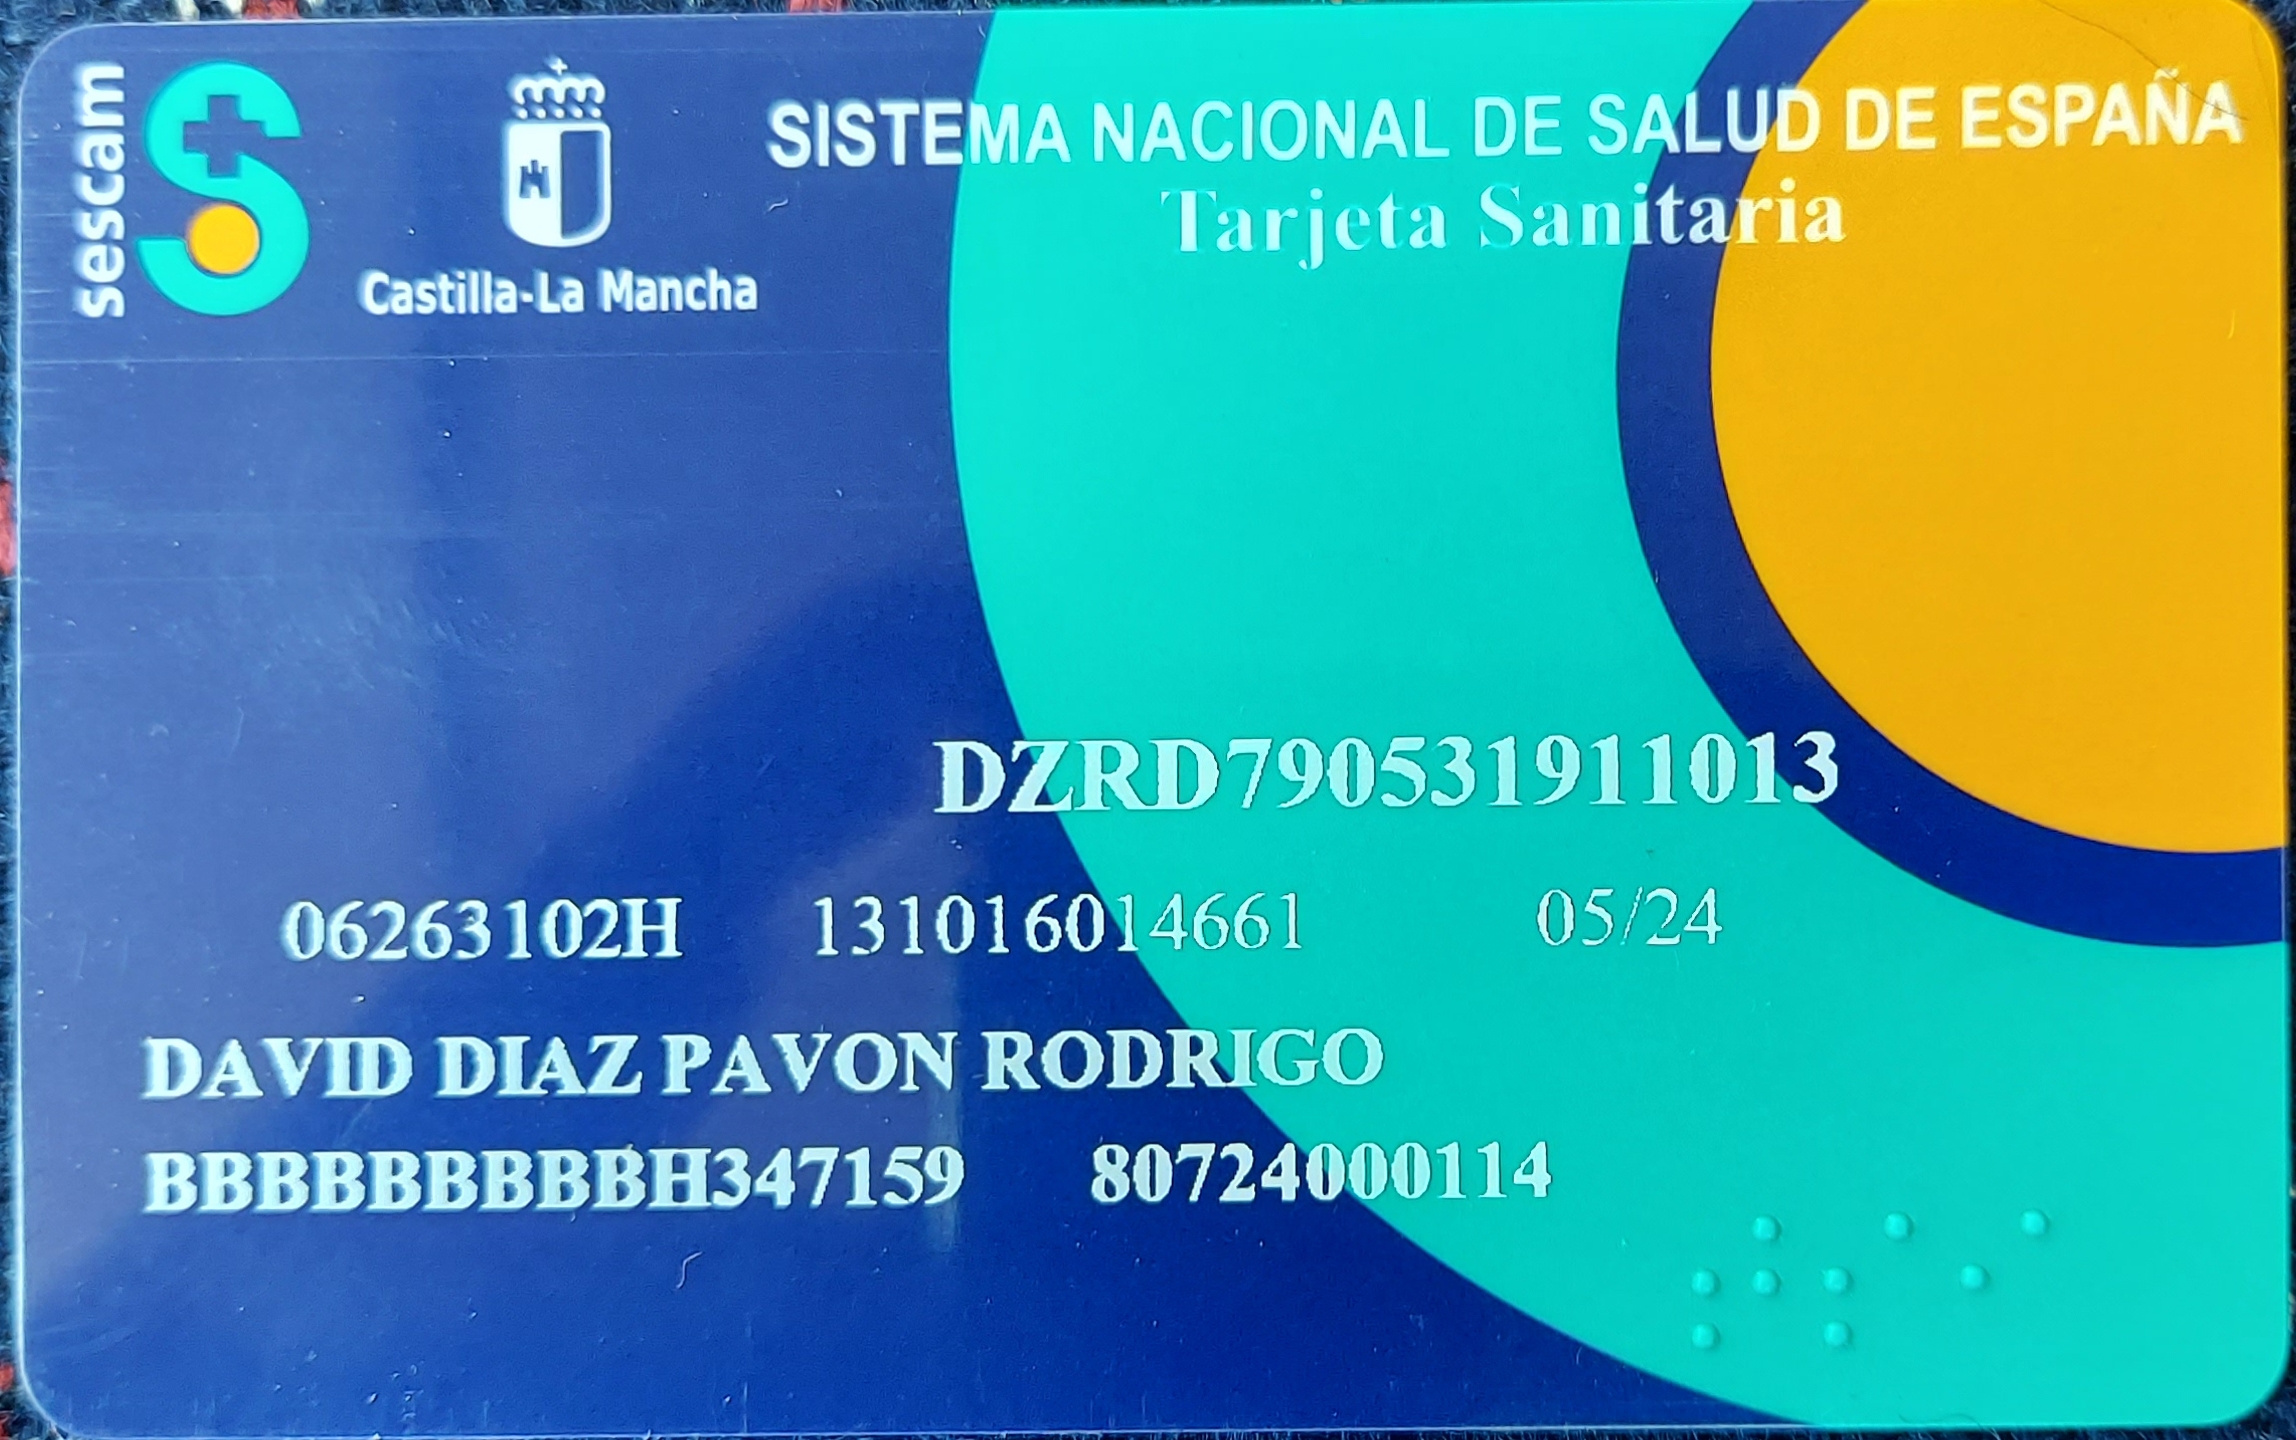 sescam
Castilla-La Mancha
SISTEMA NACIONAL DE SALUD DE ESPAÑA
Tarjeta Sanitaria
DZRD790531911013
06263102H 131016014661 05/24
DAVID DIAZ PAVON RODRIGO
BBBBBBBBBBH347159 80724000114